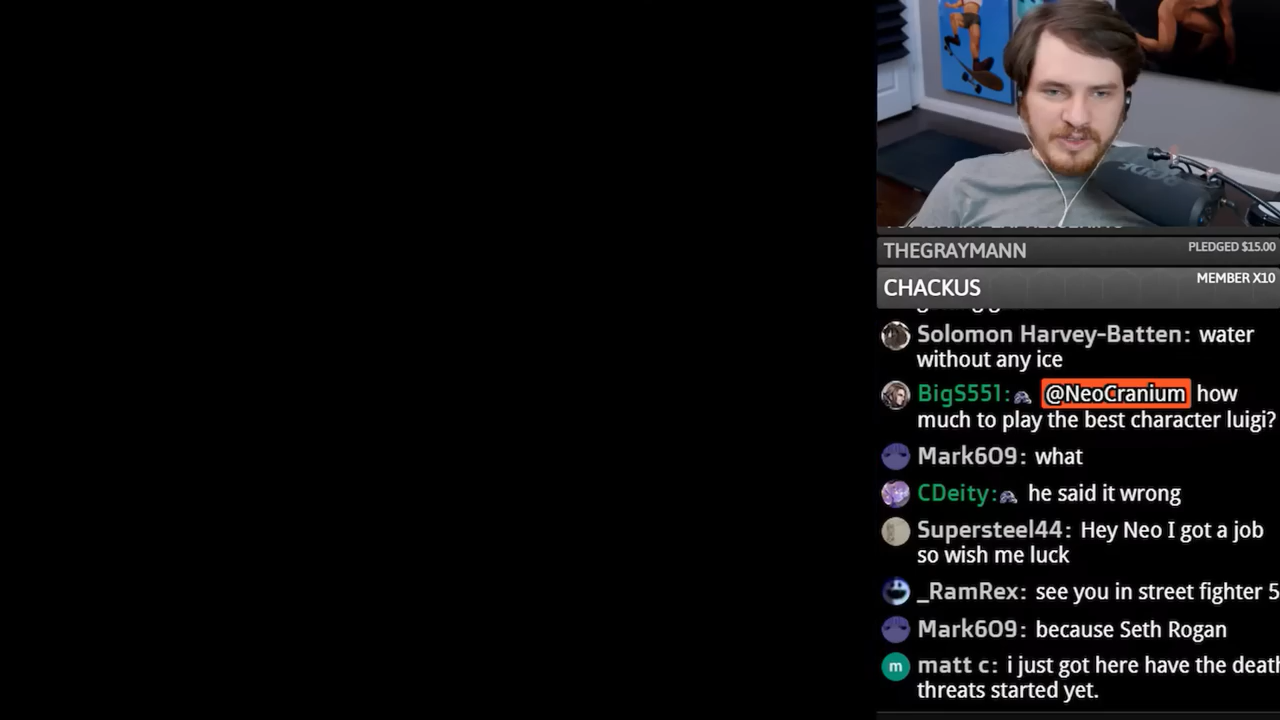 RODE
THEGRAYMANN PLEDGED $15.00
CHACKUS MEMBER X10
Solomon Harvey-Batten: water
without any ice
BigS551: @NeoCranium how
much to play the best character luigi?
Mark609: what
CDeity: he said it wrong
Supersteel44: Hey Neo I got a job
so wish me luck
_RamRex: see you in street fighter 5
Mark609: because Seth Rogan
m matt c: i just got here have the death
threats started yet.